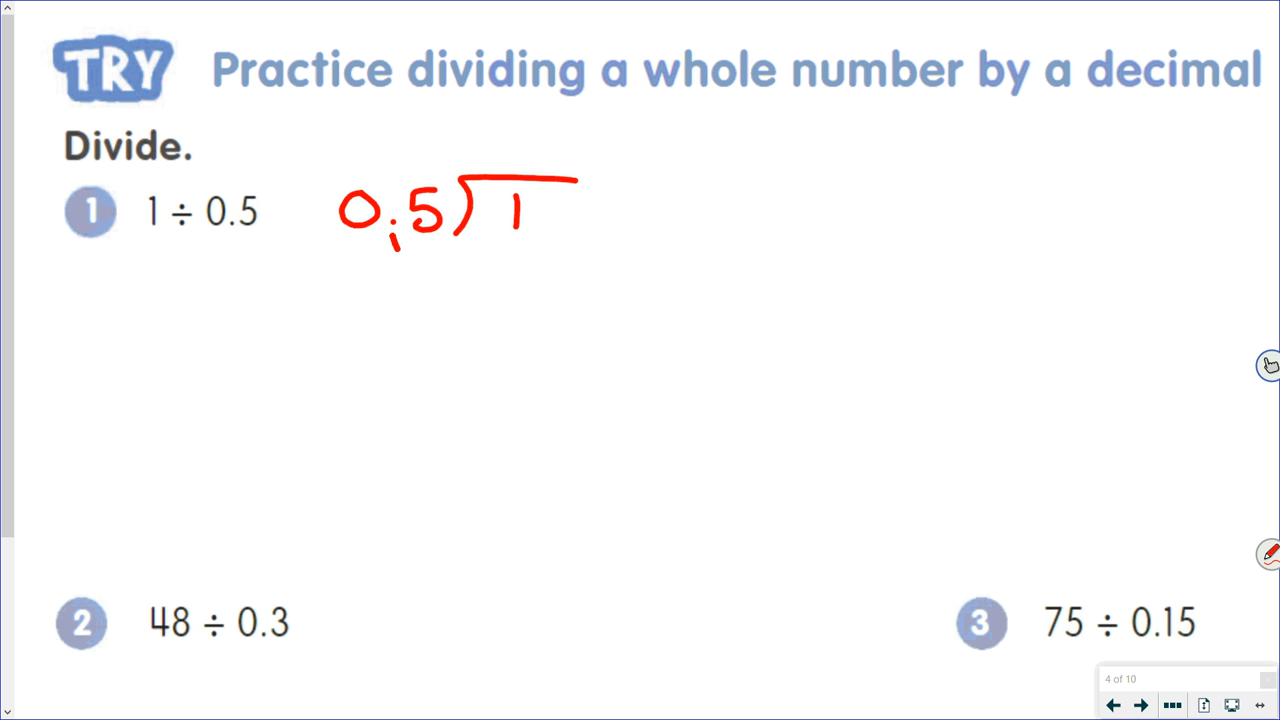 TRY Practice dividing a whole number by a decimal
Divide.
1 1 ÷ 0.5 0.5) 1
2 48 ÷ 0.3 3 75 ÷ 0.15
4 of 10